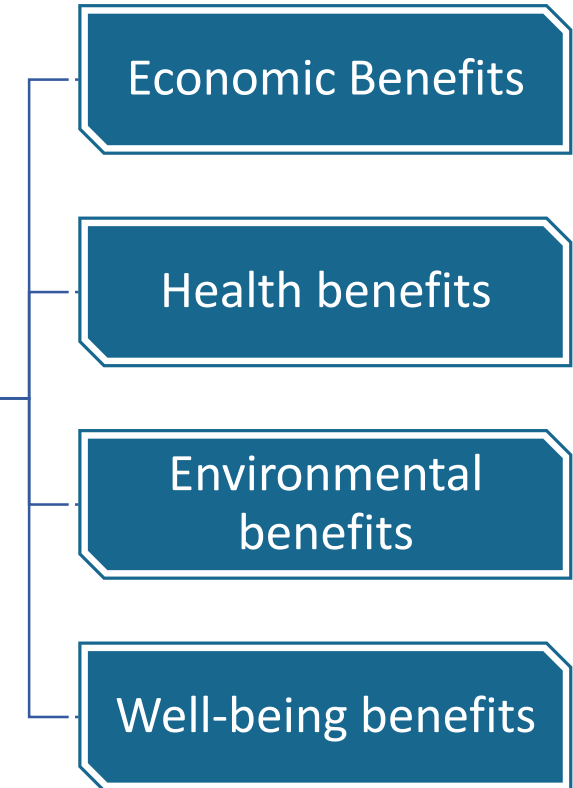 Economic Benefits
Health benefits
Environmental
benefits
Well-being benefits